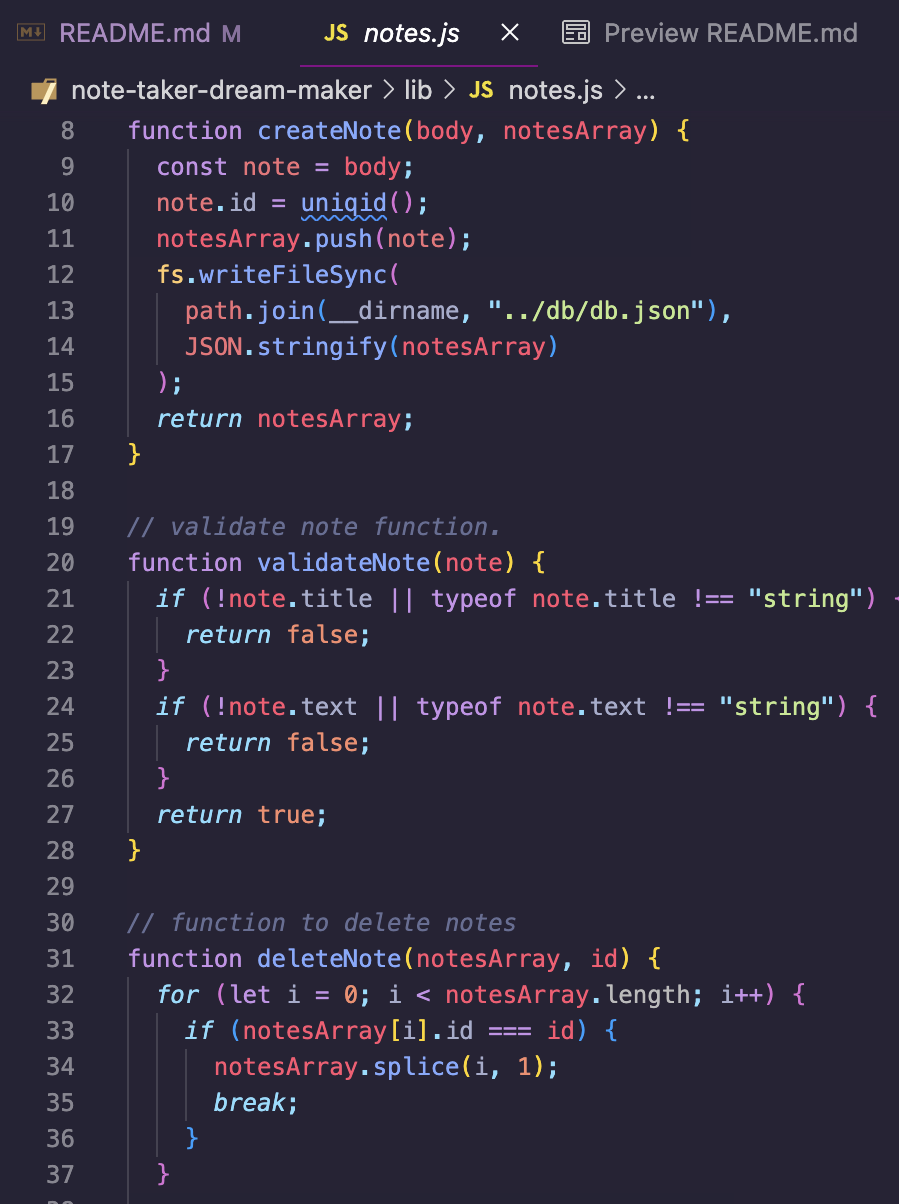 README.md M JS notes.js Preview README.md
note-taker-dream-maker > lib > JS notes.js > ...
8 function createNote(body, notesArray) {
9 const note = body;
10 note.id = uniqid();
11 notesArray.push(note);
12 fs.writeFileSync(
13 path.join(__dirname, "../db/db.json"),
14 JSON.stringify(notesArray)
15 );
16 return notesArray;
17 }
18
19 // validate note function.
20 function validateNote(note) {
21 if (!note.title || typeof note.title !== "string") {
22 return false;
23 }
24 if (!note.text || typeof note.text !== "string") {
25 return false;
26 }
27 return true;
28 }
29
30 // function to delete notes
31 function deleteNote(notesArray, id) {
32 for (let i = 0; i < notesArray.length; i++) {
33 if (notesArray[i].id === id) {
34 notesArray.splice(i, 1);
35 break;
36 }
37 }